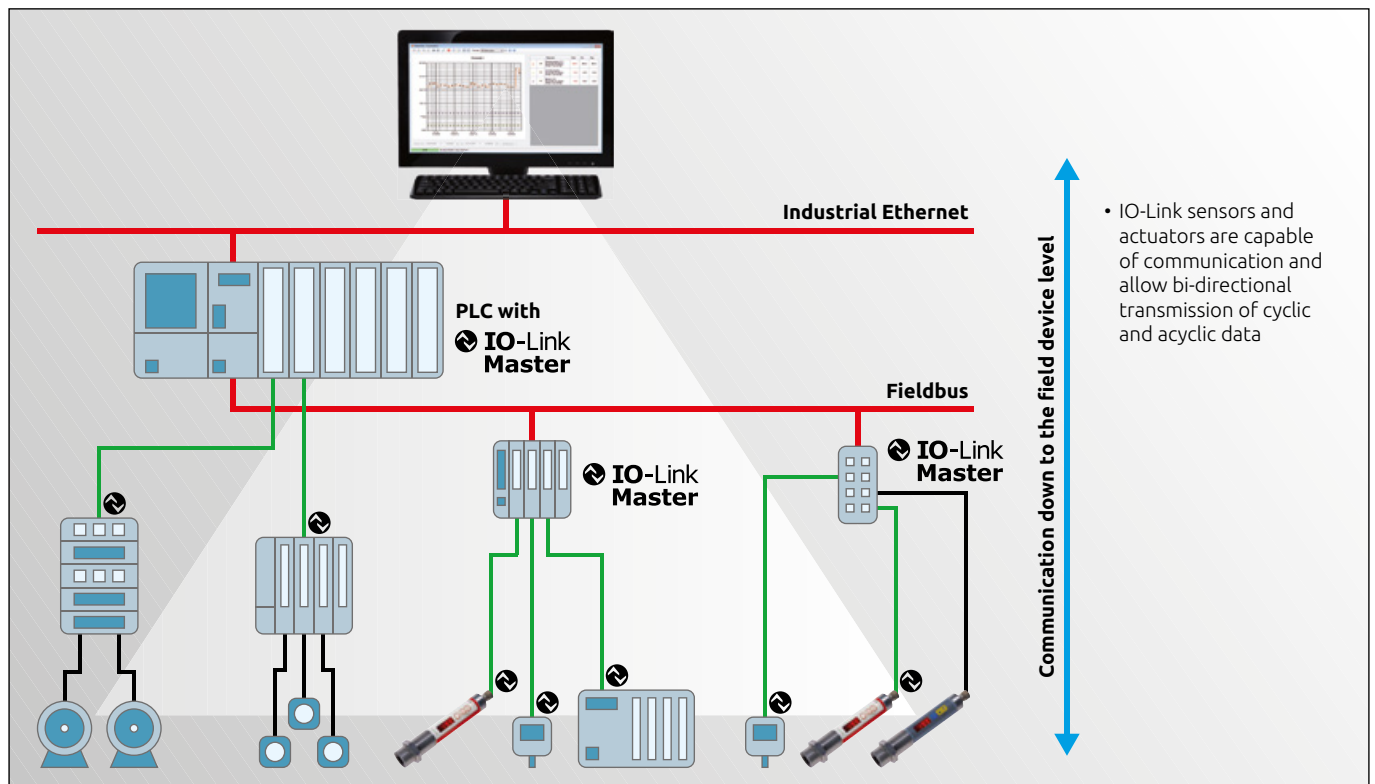 Industrial Ethernet
PLC with
IO-Link
Master
Fieldbus
IO-Link
Master
IO-Link
Master
Communication down to the field device level
• IO-Link sensors and
actuators are capable
of communication and
allow bi-directional
transmission of cyclic
and acyclic data